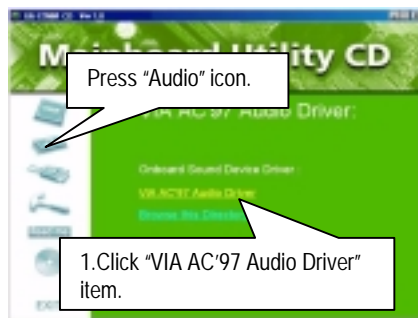 Mainboard Utility CD
Press “Audio” icon.
VIA AC'97 Audio Driver:
Onboard Sound Device Driver :
VIA AC'97 Audio Driver
Browse this
1.Click “VIA AC’97 Audio Driver”
item.